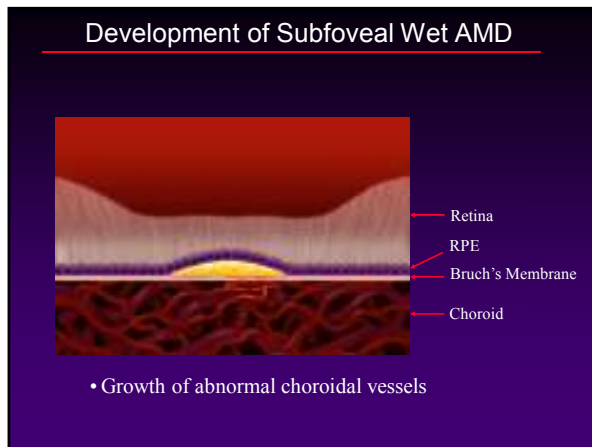 Development of Subfoveal Wet AMD
Retina
RPE
Bruch's Membrane
Choroid
• Growth of abnormal choroidal vessels